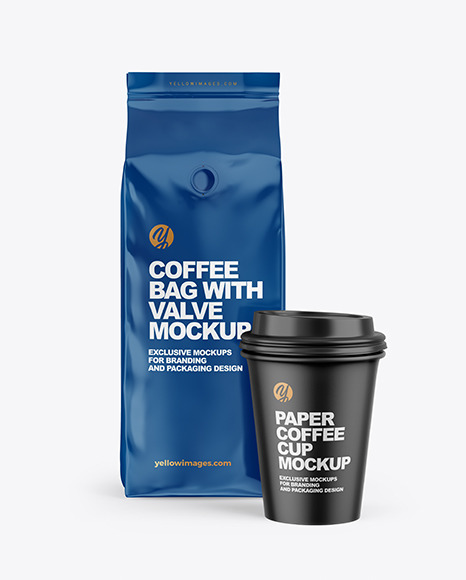 YELLOWIMAGES.COM
COFFEE
BAG WITH
VALVE
MOCKUP
EXCLUSIVE MOCKUPS
FOR BRANDING
AND PACKAGING DESIGN
yellowimages.com
PAPER
COFFEE
CUP
MOCKUP
EXCLUSIVE MOCKUPS
FOR BRANDING
AND PACKAGING DESIGN